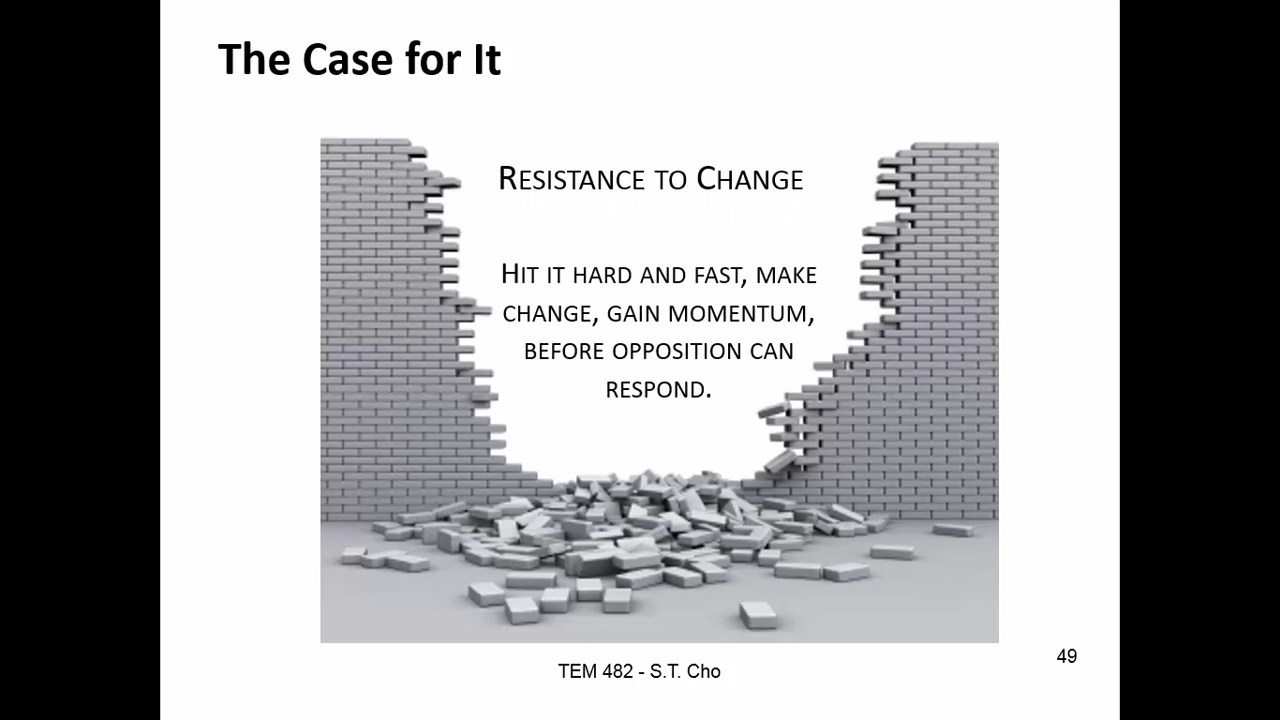 The Case for It
RESISTANCE TO CHANGE
HIT IT HARD AND FAST, MAKE
CHANGE, GAIN MOMENTUM,
BEFORE OPPOSITION CAN
RESPOND.
49
TEM 482 - S.T. Cho